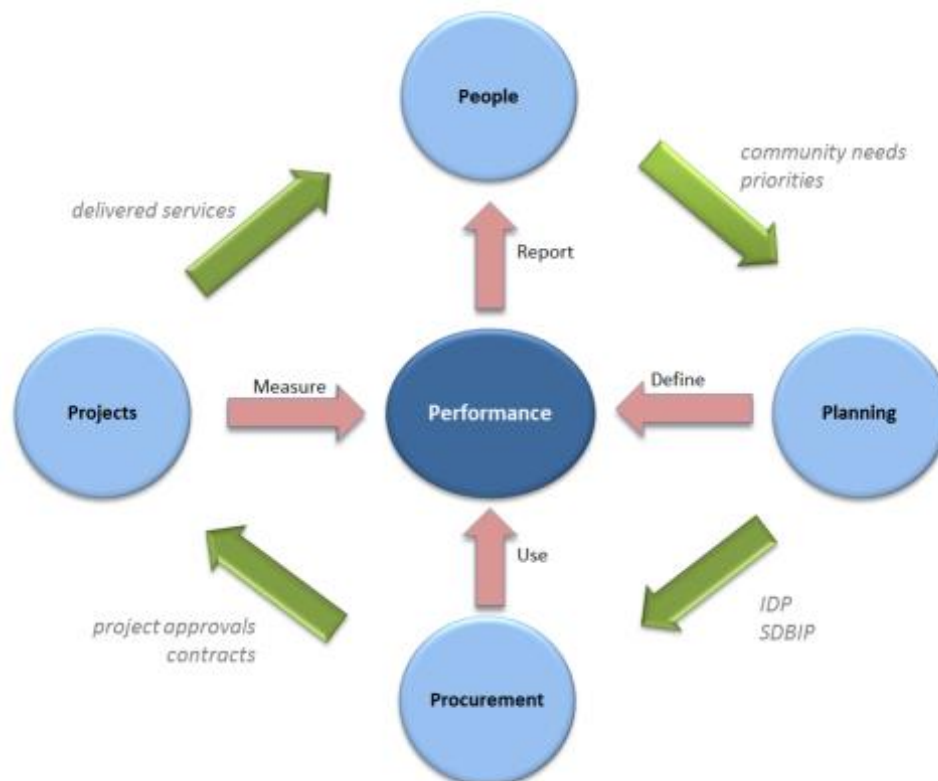 People
community needs
priorities
delivered services
Report
Measure
Define
Projects
Performance
Planning
Use
IDP
SDBIP
project approvals
contracts
Procurement